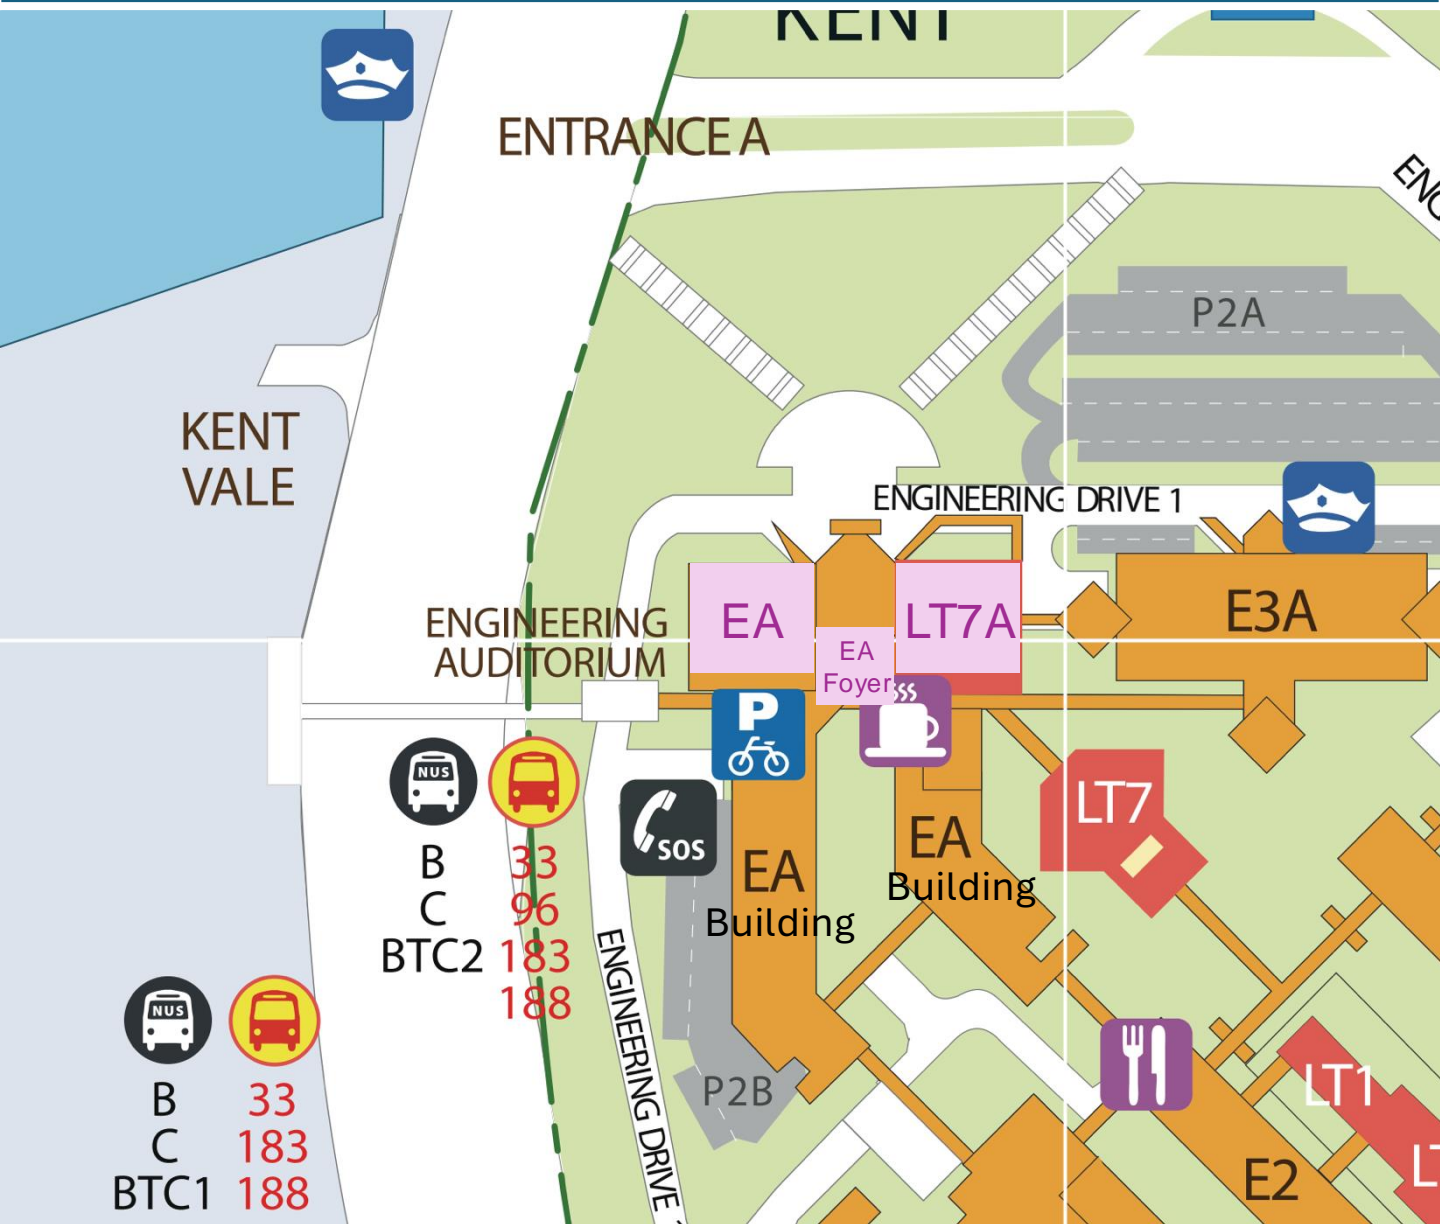 KENT
ENTRANCE A
P2A
KENT
VALE
ENGINEERING DRIVE 1
ENGINEERING
AUDITORIUM
EA
LT7A
EA
Foyer
E3A
P
NUS
B 33
C 96
BTC2 183
188
SOS
LT7
EA
Building
EA
Building
ENGINEERING DRIVE
P2B
NUS
B 33
C 183
BTC1 188
LT1
E2